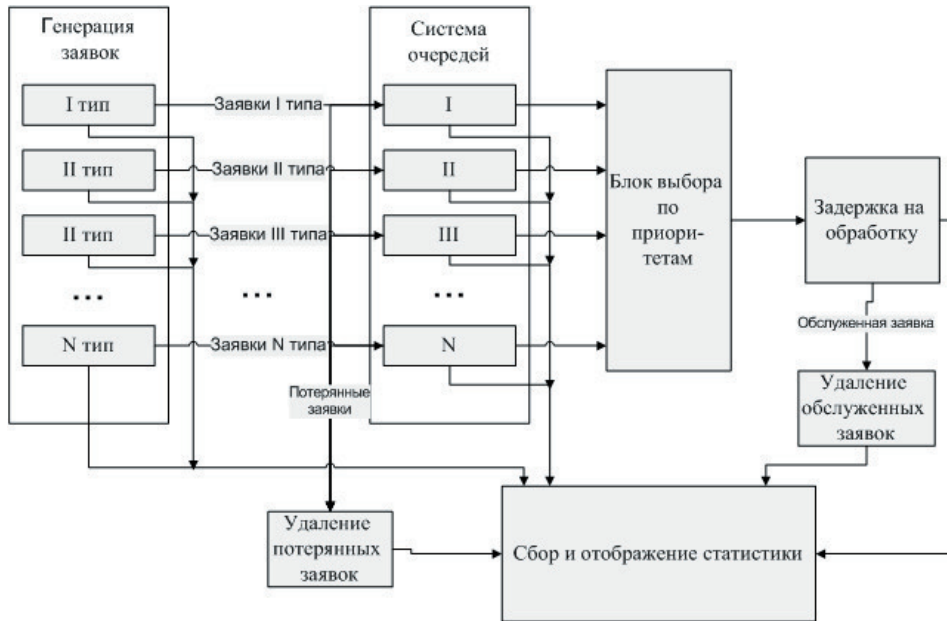 Генерация
заявок
Система
очередей
I тип
Заявки I типа
I
II тип
Заявки II типа
II
II тип
Заявки III типа
III
...
...
...
N тип
Заявки N типа
N
Блок выбора
по
приори-
тетам
Задержка на
обработку
Обслуженная заявка
Потерянные
заявки
Удаление
обслуженных
заявок
Удаление
потерянных
заявок
Сбор и отображение статистики